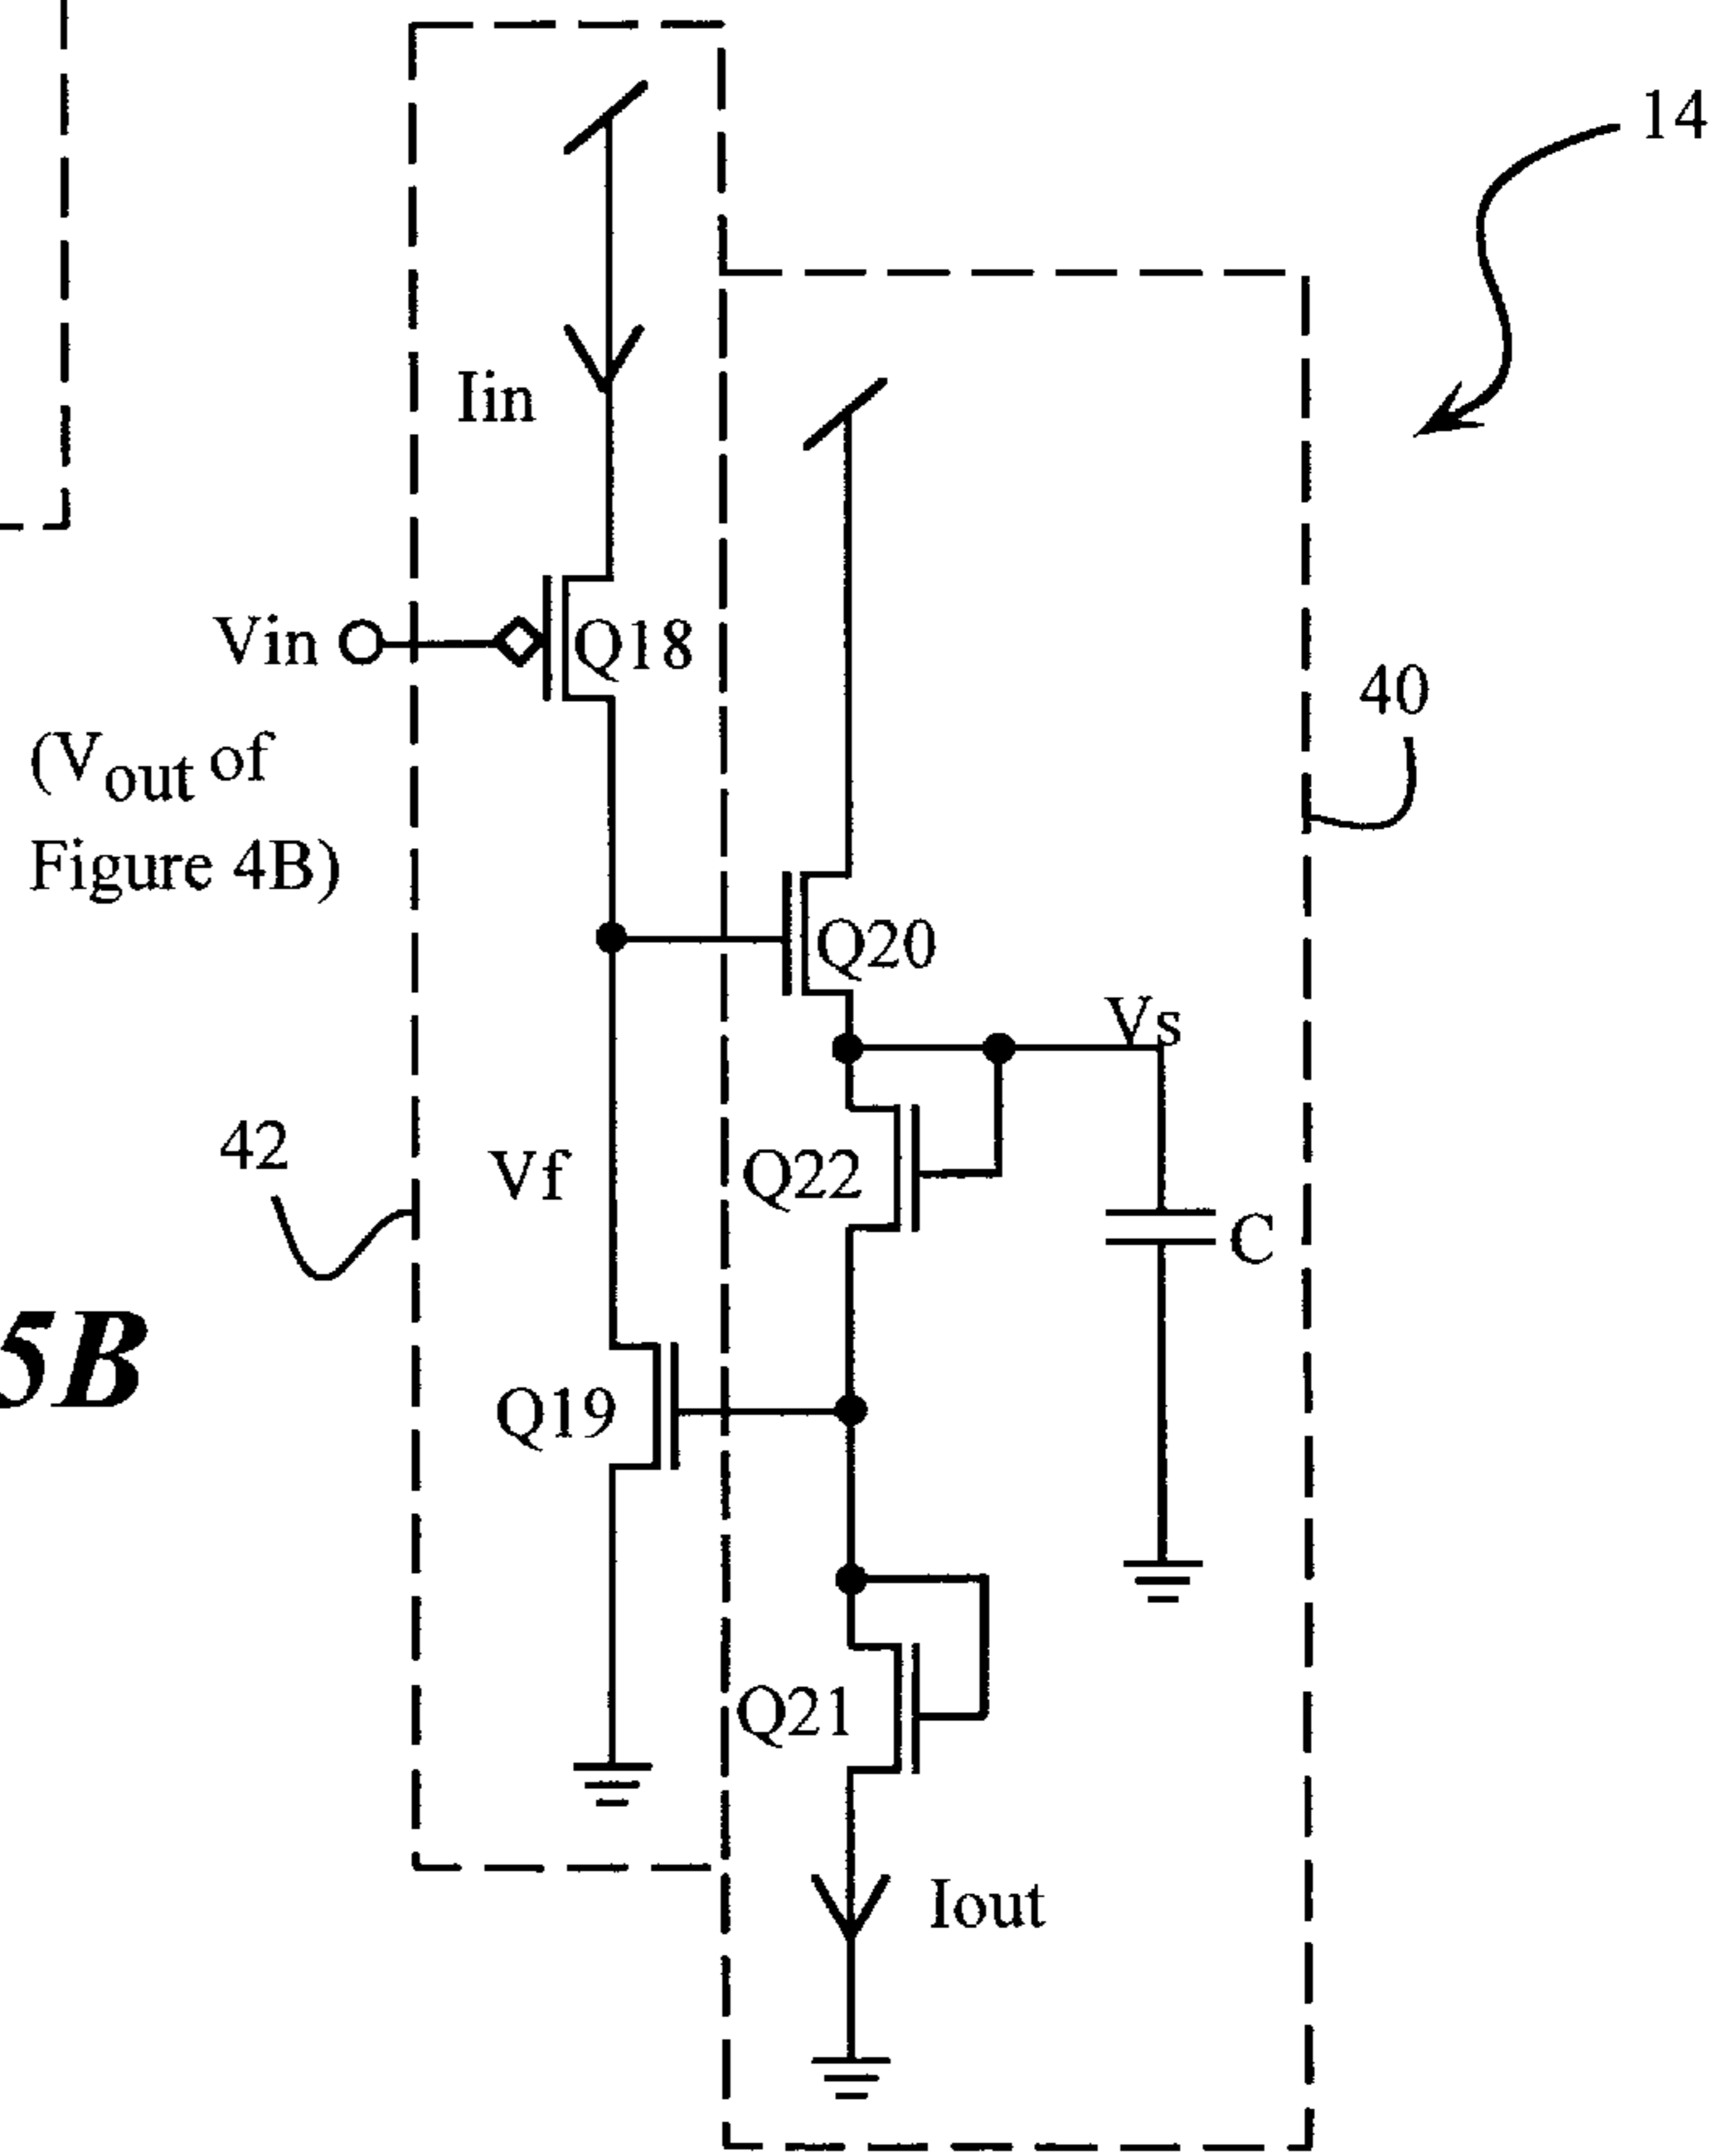 14
Iin
Vin
Q18
40
(Vout of
Figure 4B)
Q20
Vs
42
Vf
Q22
C
5B
Q19
Q21
Iout